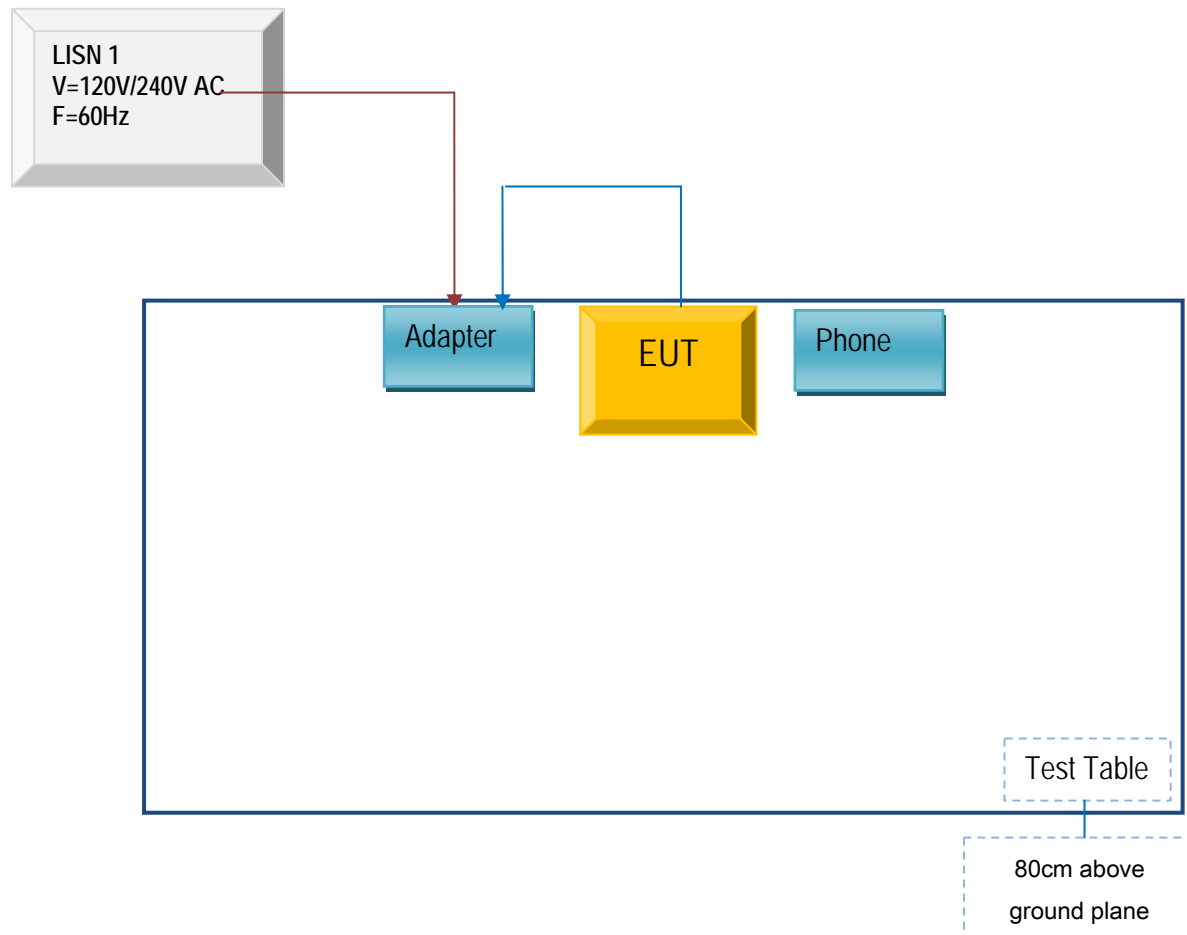 LISN 1
V=120V/240V AC
F=60Hz
Adapter
EUT
Phone
Test Table
80cm above
ground plane